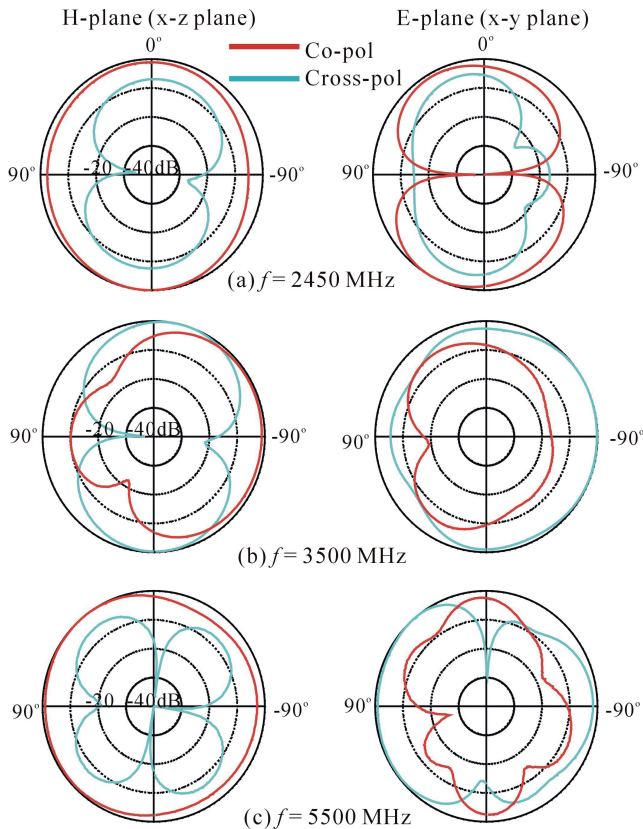 H-plane (x-z plane)
E-plane (x-y plane)
0°
0°
Co-pol
Cross-pol
90°
-20
-40dB
-90°
90°
-90°
(a) f = 2450 MHz
90°
-20
-40dB
-90°
90°
-90°
(b) f = 3500 MHz
90°
-20
-40dB
-90°
90°
-90°
(c) f = 5500 MHz